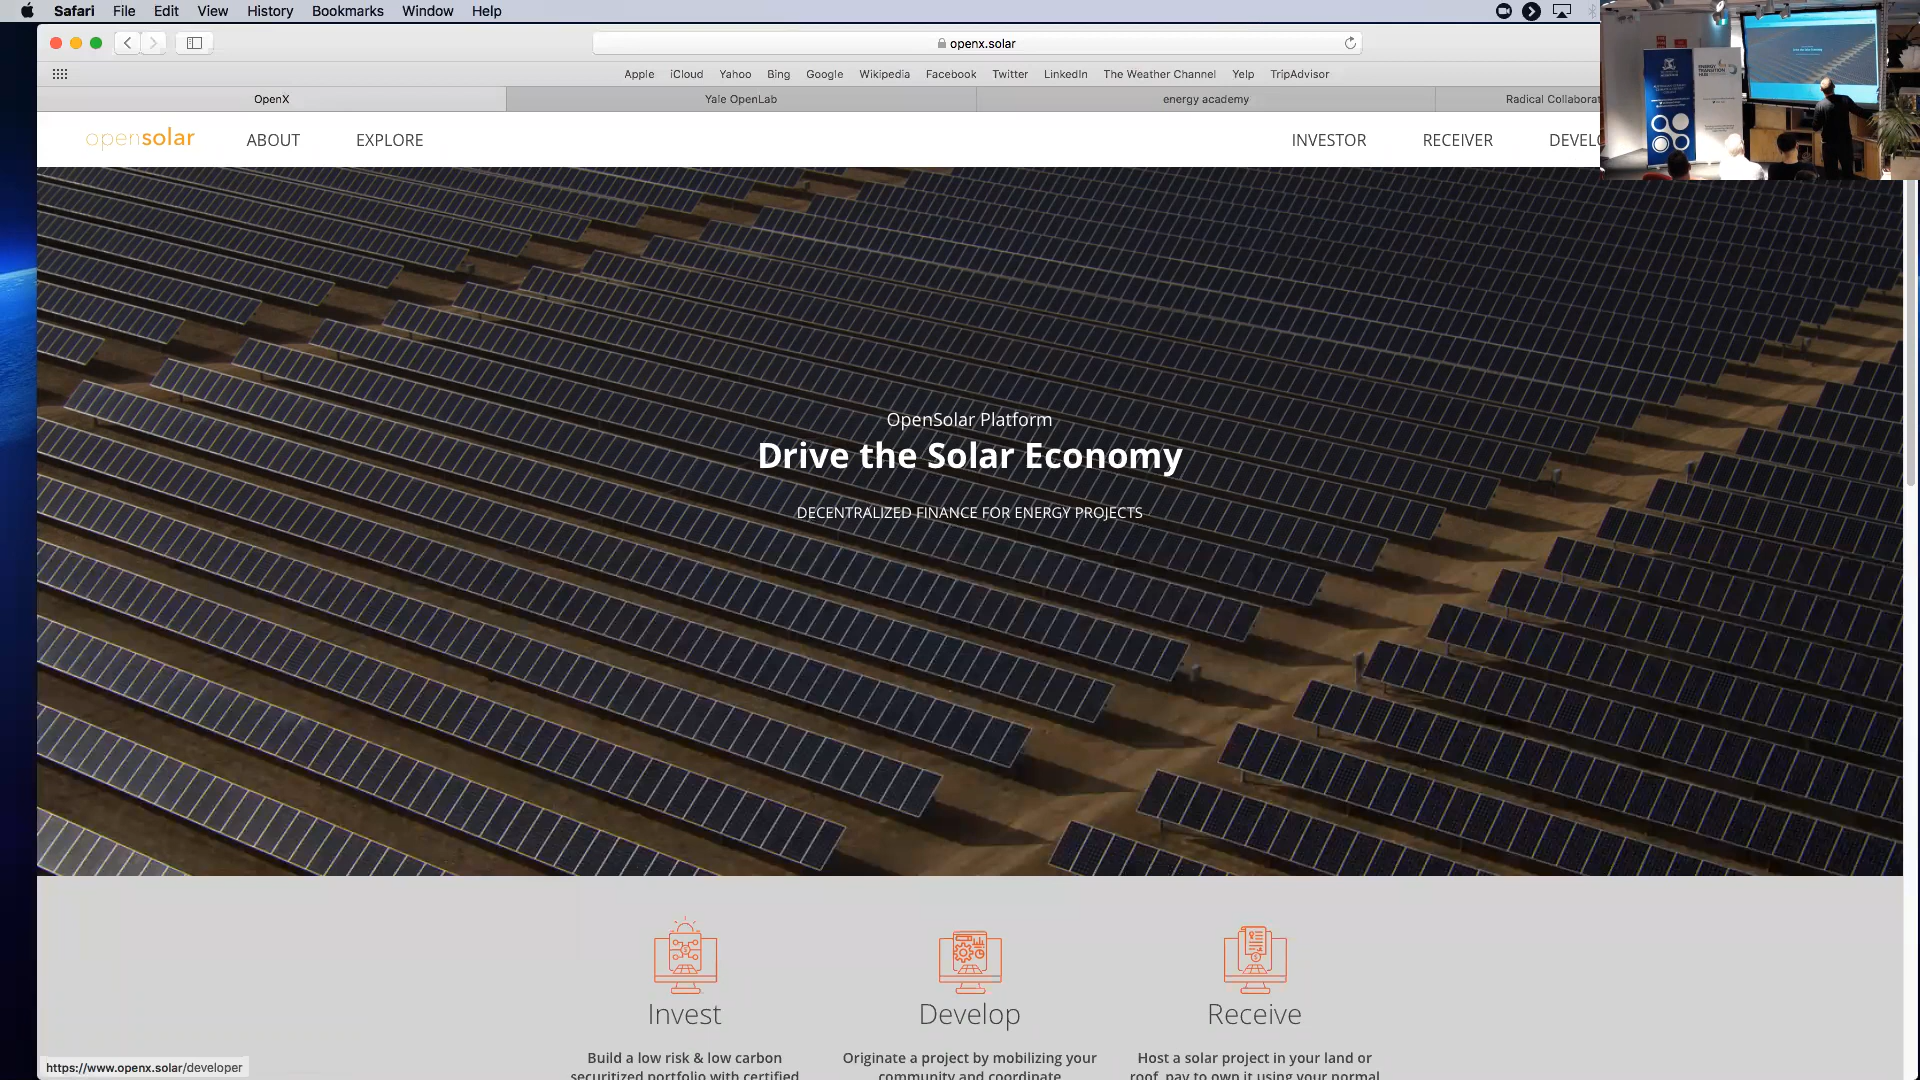 Safari File Edit View History Bookmarks Window Help
openx.solar
Apple iCloud Yahoo Bing Google Wikipedia Facebook Twitter LinkedIn The Weather Channel Yelp TripAdvisor
OpenX Yale OpenLab energy academy Radical Collaborat
opensolar ABOUT EXPLORE INVESTOR RECEIVER DEVELO
OpenSolar Platform
Drive the Solar Economy
DECENTRALIZED FINANCE FOR ENERGY PROJECTS
Invest Develop Receive
Build a low risk & low carbon Originate a project by mobilizing your Host a solar project in your land or
securitized portfolio with certified community and coordinate roof, pay to own it using your normal
https://www.openx.solar/developer